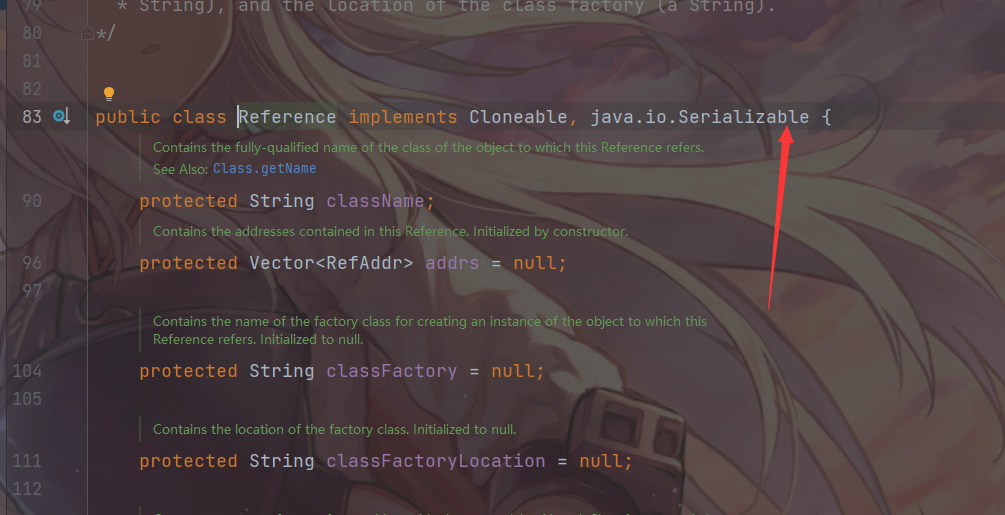 79 * String), and the location of the class factory (a String).
80 */
81
82
83 public class Reference implements Cloneable, java.io.Serializable {
Contains the fully-qualified name of the class of the object to which this Reference refers.
See Also: Class.getName
90 protected String className;
Contains the addresses contained in this Reference. Initialized by constructor.
96 protected Vector<RefAddr> addrs = null;
97
Contains the name of the factory class for creating an instance of the object to which this
Reference refers. Initialized to null.
104 protected String classFactory = null;
105
Contains the location of the factory class. Initialized to null.
111 protected String classFactoryLocation = null;
112